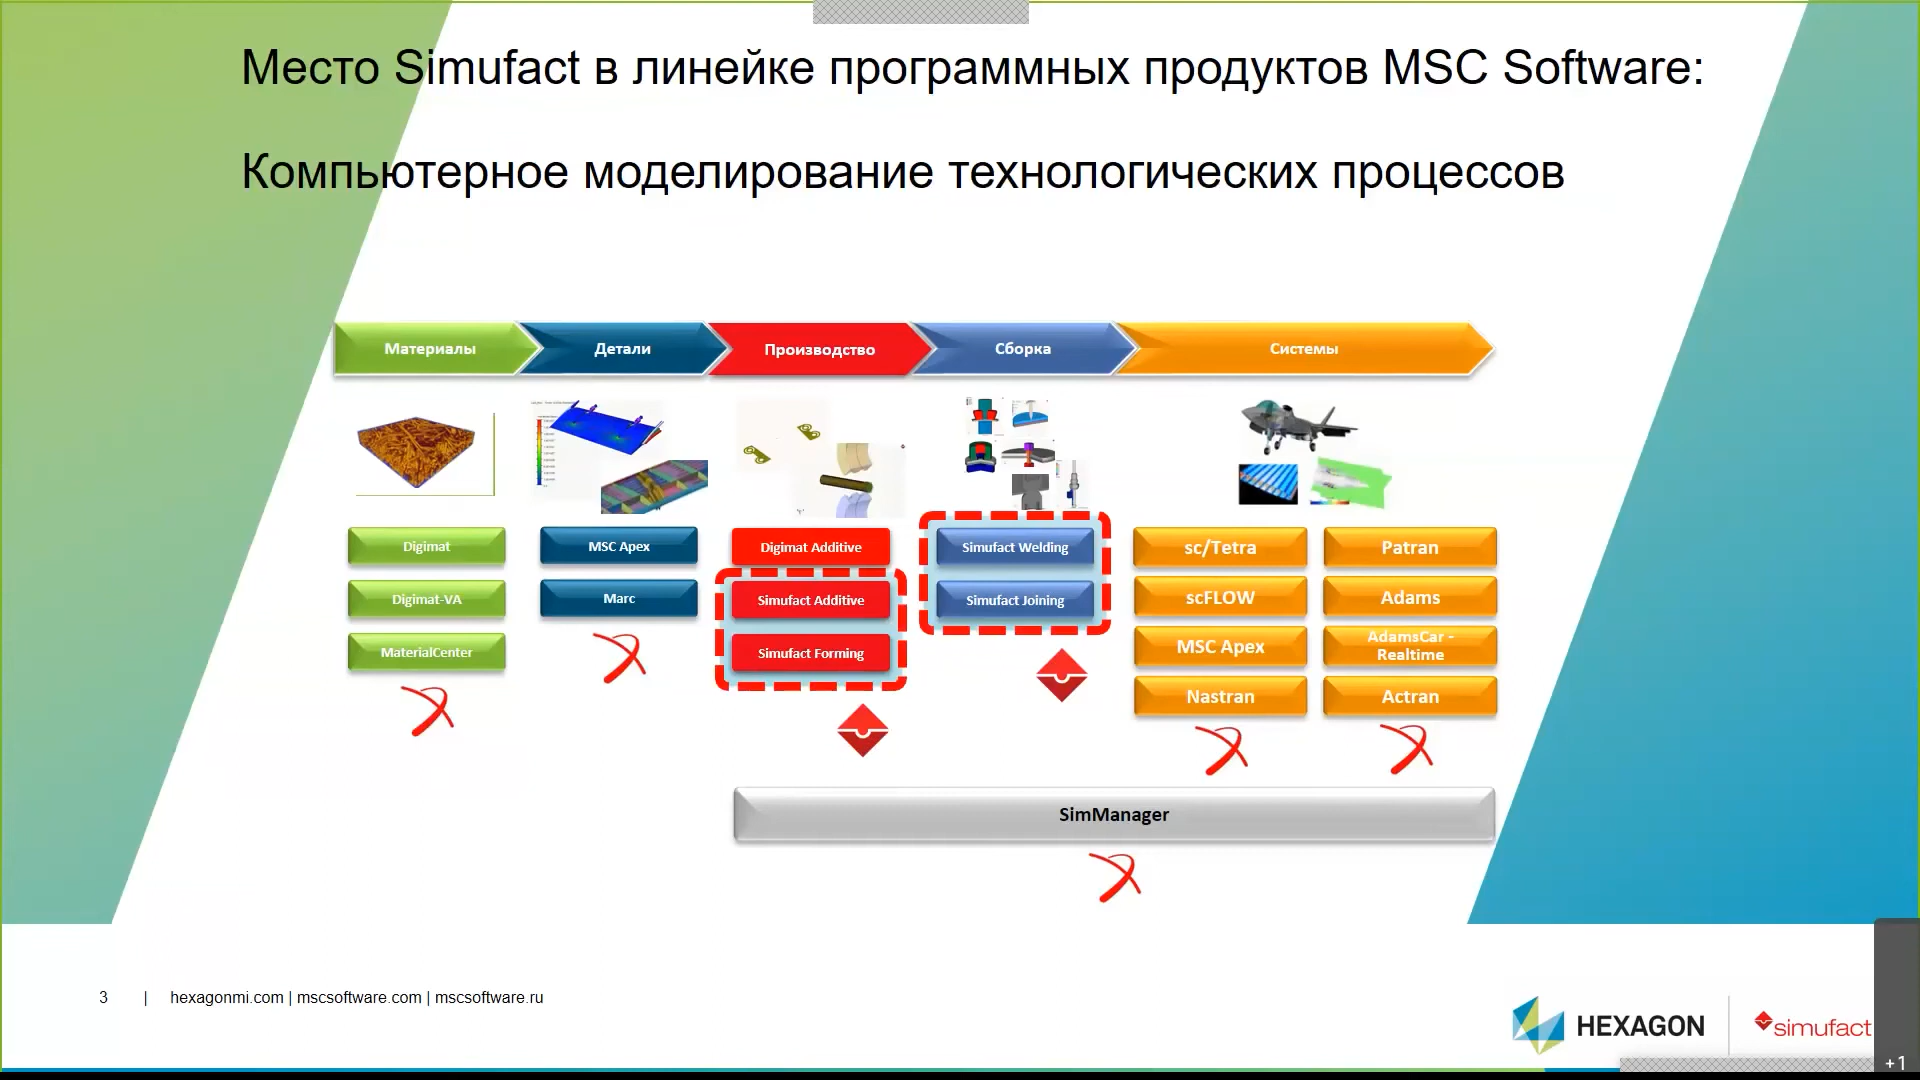 Место Simufact в линейке программных продуктов MSC Software:
Компьютерное моделирование технологических процессов
Материалы
Детали
Производство
Сборка
Системы
Digimat
Digimat-VA
MaterialCenter
MSC Apex
Marc
Digimat Additive
Simufact Additive
Simufact Forming
Simufact Welding
Simufact Joining
sc/Tetra
scFLOW
MSC Apex
Nastran
Patran
Adams
AdamsCar -
Realtime
Actran
SimManager
3 | hexagonmi.com | mscsoftware.com | mscsoftware.ru
HEXAGON
simufact
+1